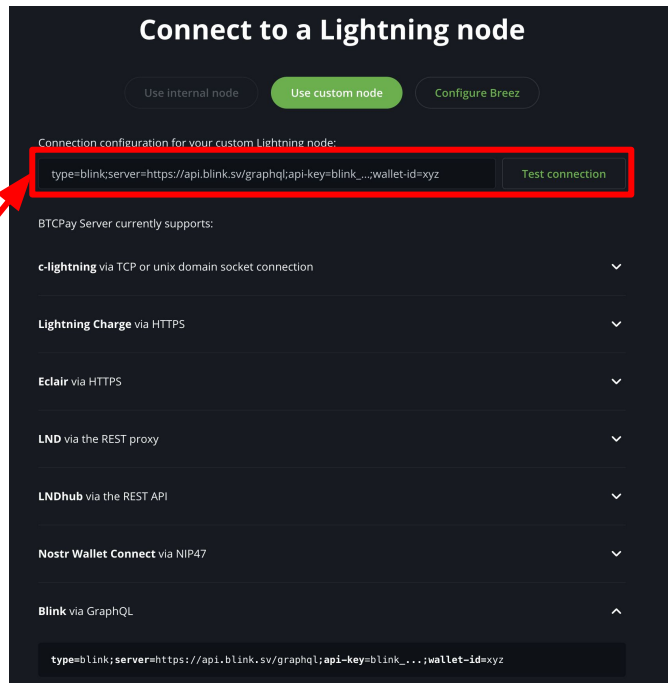 Connect to a Lightning node
Use internal node
Use custom node
Configure Breez
Connection configuration for your custom Lightning node:
type=blink;server=https://api.blink.sv/graphql;api-key=blink_...;wallet-id=xyz
Test connection
BTCPay Server currently supports:
c-lightning via TCP or unix domain socket connection
Lightning Charge via HTTPS
Eclair via HTTPS
LND via the REST proxy
LNDhub via the REST API
Nostr Wallet Connect via NIP47
Blink via GraphQL
type=blink;server=https://api.blink.sv/graphql;api-key=blink_...;wallet-id=xyz